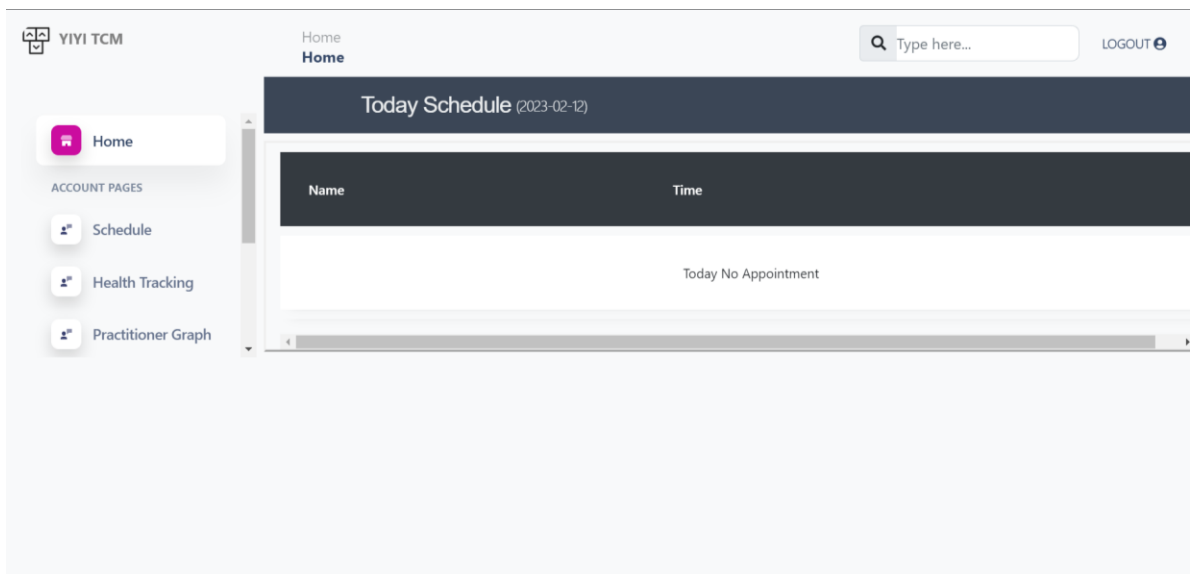 YIYI TCM
Home
Home
Type here...
LOGOUT
Today Schedule (2023-02-12)
Home
ACCOUNT PAGES
Schedule
Health Tracking
Practitioner Graph
Name Time
Today No Appointment